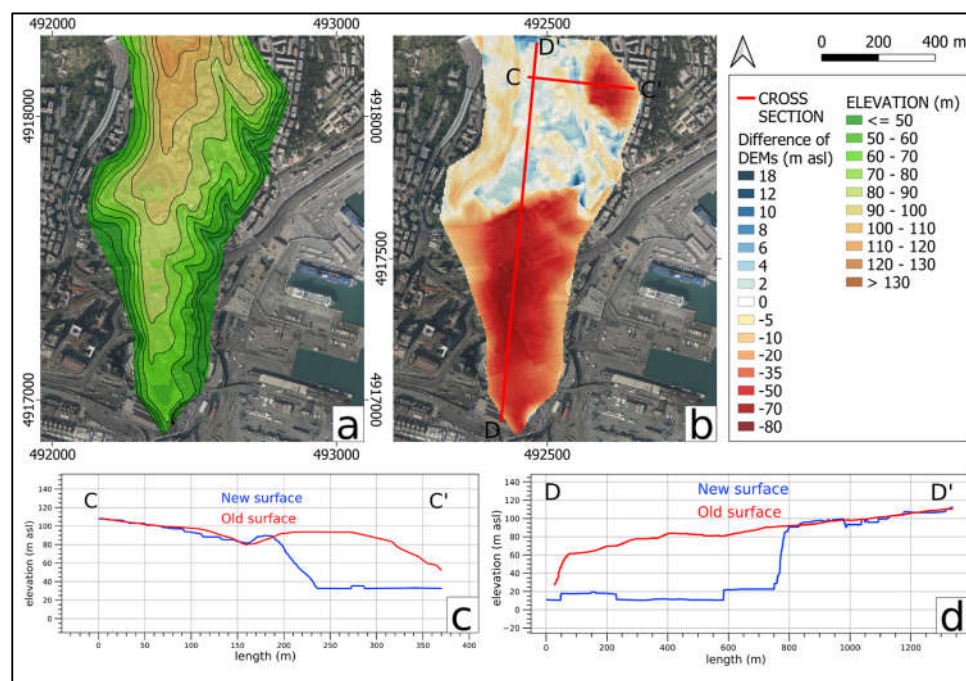 492000
493000
492500
4918000
4917500
4917000
a
D'
C
C'
D
b
4918000
4917500
4917000
492000
493000
492500
0 200 400 m
CROSS
SECTION
Difference of
DEMs (m asl)
18
12
10
8
6
4
2
0
-5
-10
-20
-35
-50
-70
-80
ELEVATION (m)
<= 50
50 - 60
60 - 70
70 - 80
80 - 90
90 - 100
100 - 110
110 - 120
120 - 130
> 130
C
C'
New surface
Old surface
elevation (m asl)
140
120
100
80
60
40
20
0
0 50 100 150 200 250 300 350 400
length (m)
c
D
D'
New surface
Old surface
elevation (m asl)
140
120
100
80
60
40
20
0
−20
0 200 400 600 800 1000 1200
length (m)
d